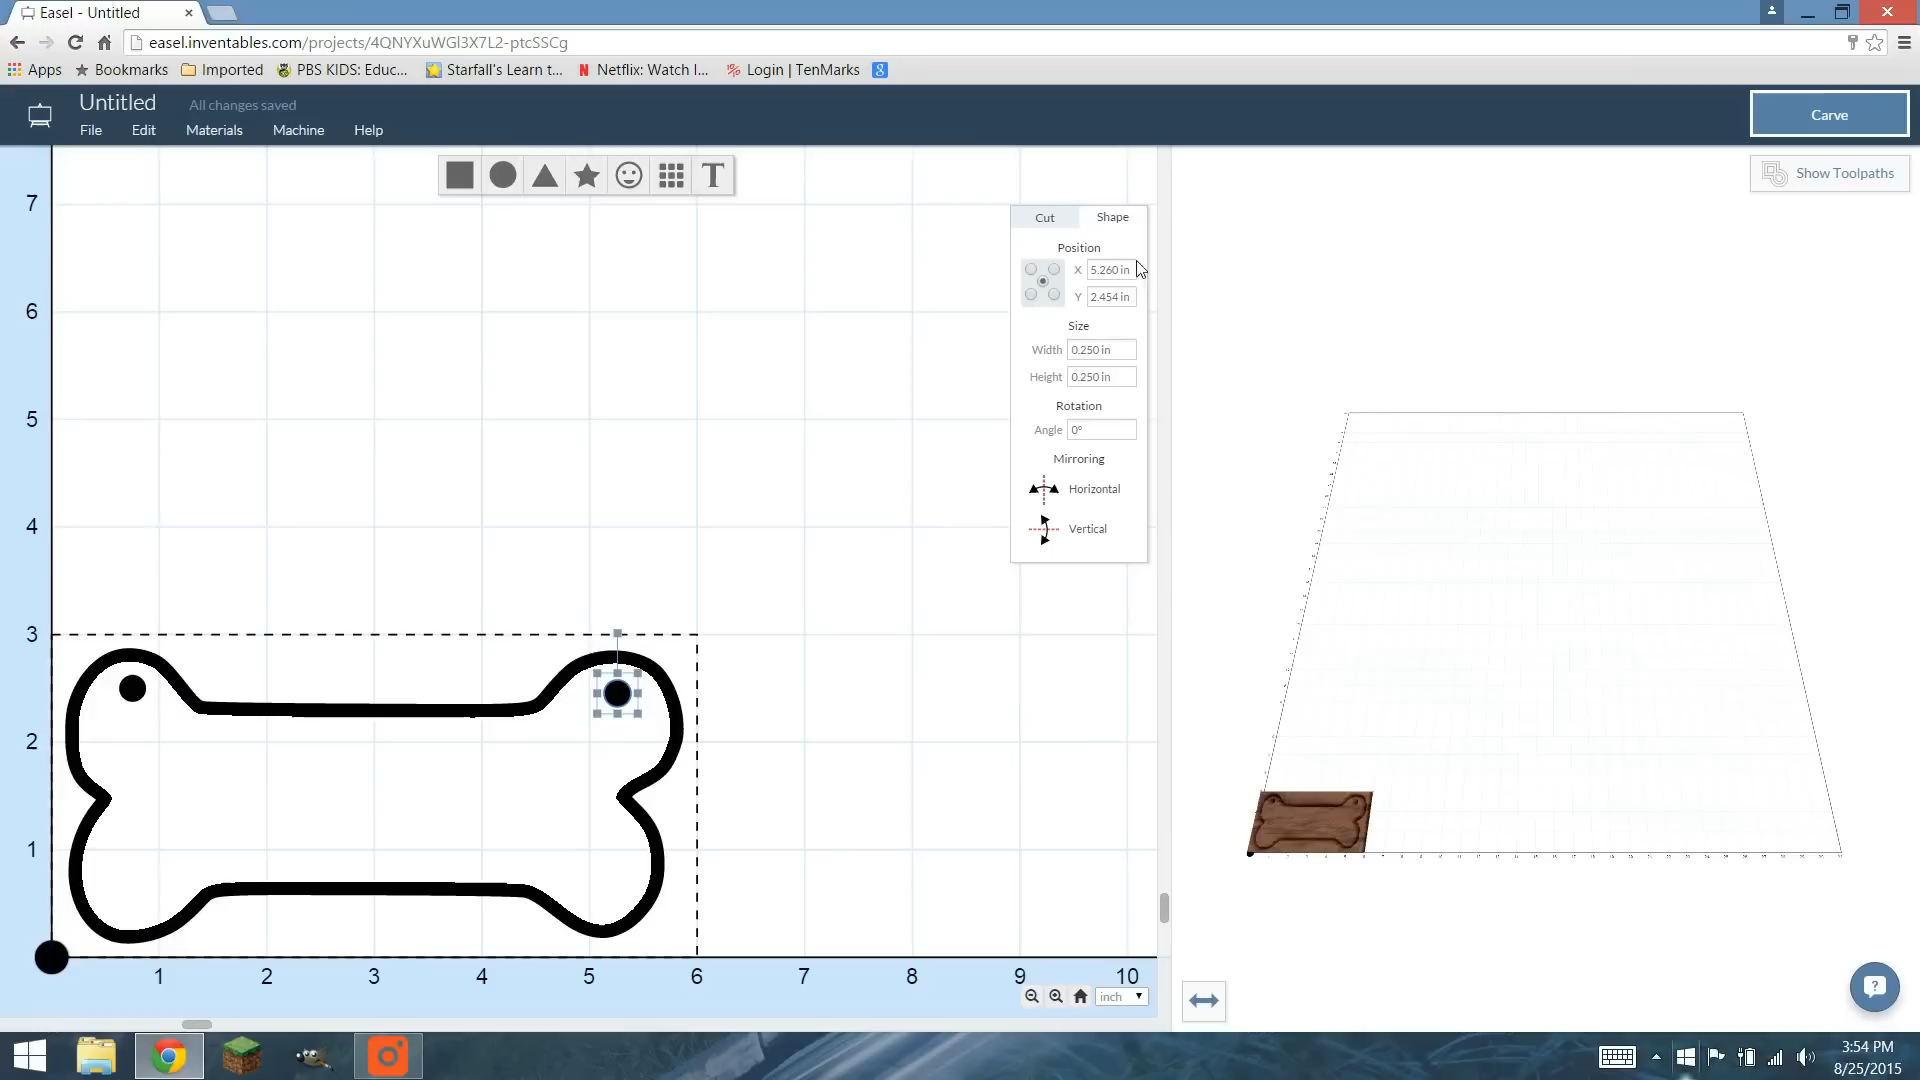 Easel - Untitled
easel.inventables.com/projects/4QNYXuWGl3X7L2-ptcSSCg
Apps Bookmarks Imported PBS KIDS: Educ... Starfall's Learn t... Netflix: Watch I... Login | TenMarks
Untitled All changes saved
File Edit Materials Machine Help
Carve
Show Toolpaths
T
Cut Shape
Position
X 5.260 in
Y 2.454 in
Size
Width 0.250 in
Height 0.250 in
Rotation
Angle 0°
Mirroring
Horizontal
Vertical
7
6
5
4
3
2
1
1 2 3 4 5 6 7 8 9 10
inch
3:54 PM
8/25/2015